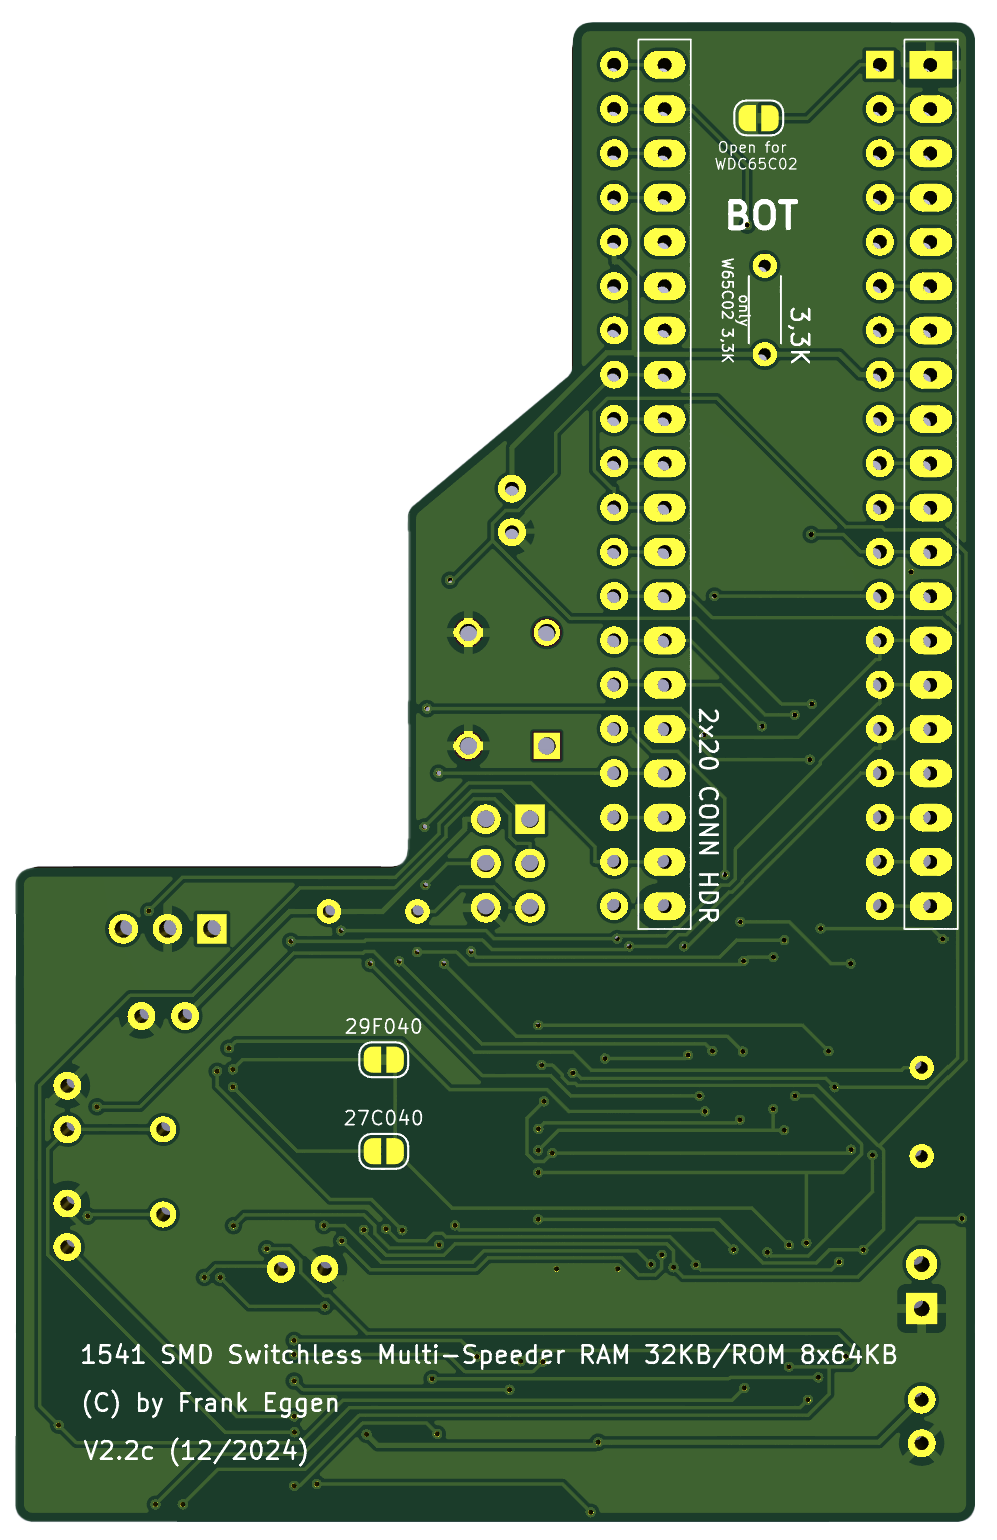 Open for
WDC65C02
BOT
W65C02 3,3K
only
3,3K
2x20 CONN HDR
29F040
27C040
1541 SMD Switchless Multi-Speeder RAM 32KB/ROM 8x64KB
(C) by Frank Eggen
V2.2c (12/2024)